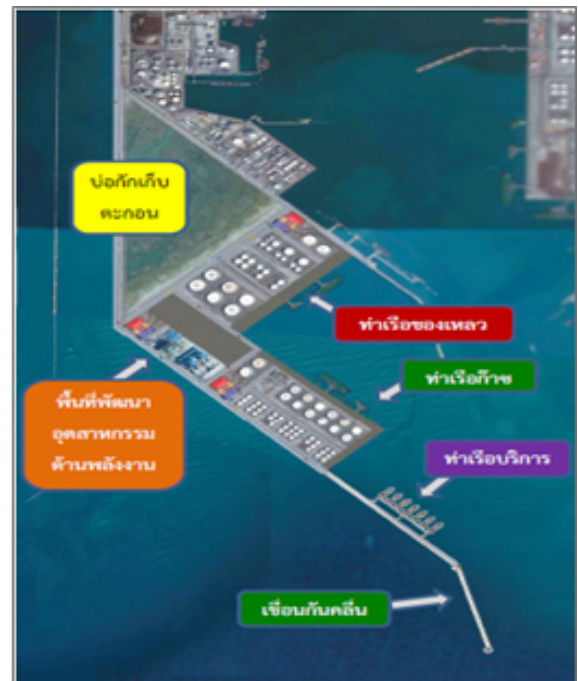 บ่อกักเก็บ
ตะกอน
ท่าเรือของเหลว
ท่าเรือก๊าซ
พื้นที่พัฒนา
อุตสาหกรรม
ด้านพลังงาน
ท่าเรือบริการ
เขื่อนกันคลื่น